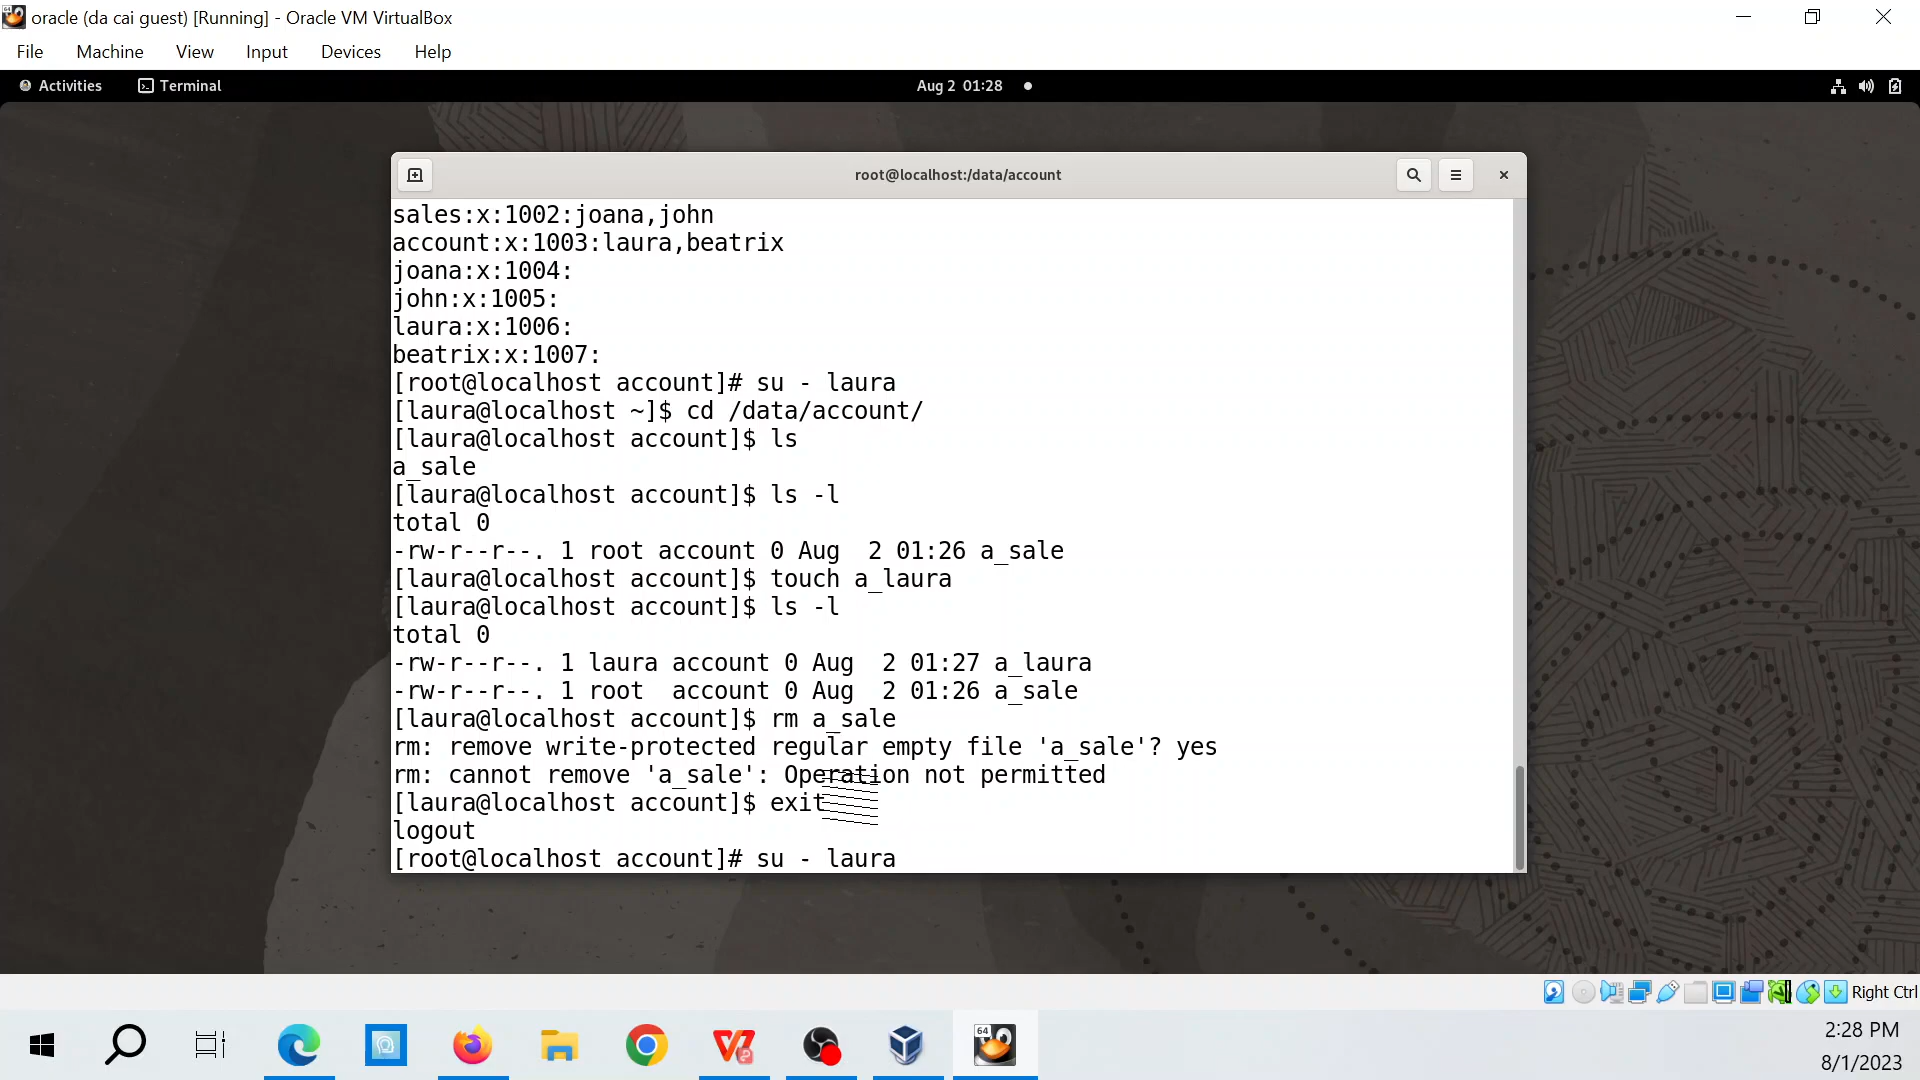 oracle (da cai guest) [Running] - Oracle VM VirtualBox
File Machine View Input Devices Help
Activities Terminal Aug 2 01:28
root@localhost:/data/account
sales:x:1002:joana,john
account:x:1003:laura,beatrix
joana:x:1004:
john:x:1005:
laura:x:1006:
beatrix:x:1007:
[root@localhost account]# su - laura
[laura@localhost ~]$ cd /data/account/
[laura@localhost account]$ ls
a_sale
[laura@localhost account]$ ls -l
total 0
-rw-r--r--. 1 root account 0 Aug  2 01:26 a_sale
[laura@localhost account]$ touch a_laura
[laura@localhost account]$ ls -l
total 0
-rw-r--r--. 1 laura account 0 Aug  2 01:27 a_laura
-rw-r--r--. 1 root  account 0 Aug  2 01:26 a_sale
[laura@localhost account]$ rm a_sale
rm: remove write-protected regular empty file 'a_sale'? yes
rm: cannot remove 'a_sale': Operation not permitted
[laura@localhost account]$ exit
logout
[root@localhost account]# su - laura
Right Ctrl
64
2:28 PM
8/1/2023